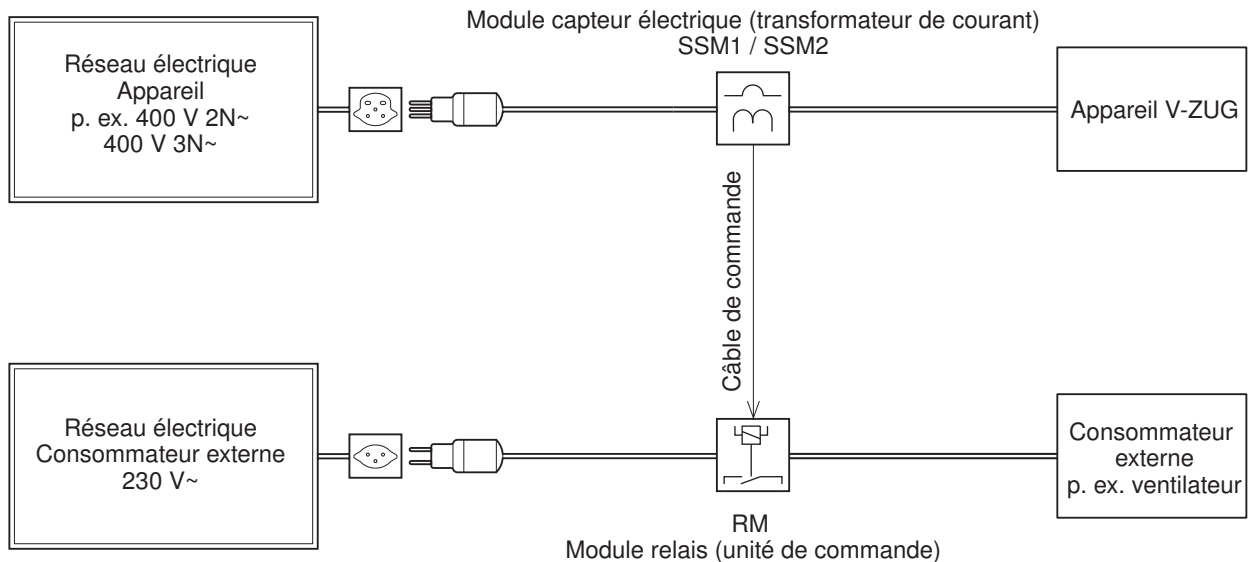 Module capteur électrique (transformateur de courant)
SSM1 / SSM2
Réseau électrique
Appareil
p. ex. 400 V 2N~
400 V 3N~
Appareil V-ZUG
Câble de commande
Réseau électrique
Consommateur externe
230 V~
Consommateur
externe
p. ex. ventilateur
RM
Module relais (unité de commande)